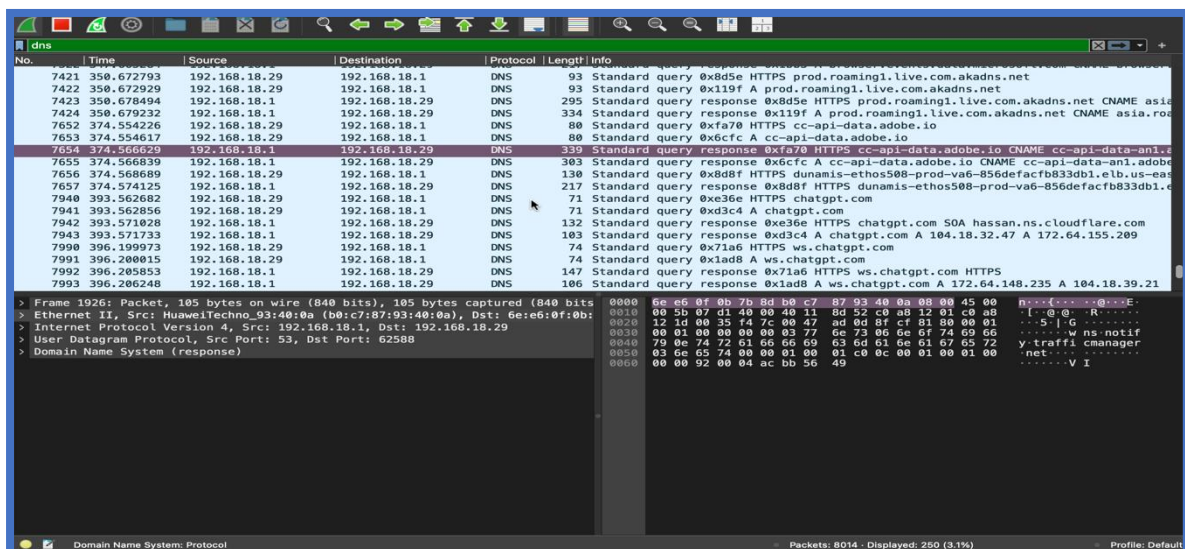 dns
No. Time Source Destination Protocol Length Info
7421 350.672793 192.168.18.29 192.168.18.1 DNS 93 Standard query 0x8d5e HTTPS prod.roaming1.live.com.akadns.net
7422 350.672929 192.168.18.29 192.168.18.1 DNS 93 Standard query 0x119f A prod.roaming1.live.com.akadns.net
7423 350.678494 192.168.18.1 192.168.18.29 DNS 295 Standard query response 0x8d5e HTTPS prod.roaming1.live.com.akadns.net CNAME asia
7424 350.679232 192.168.18.1 192.168.18.29 DNS 334 Standard query response 0x119f A prod.roaming1.live.com.akadns.net CNAME asia.roa
7652 374.554226 192.168.18.29 192.168.18.1 DNS 80 Standard query 0xfa70 HTTPS cc-api-data.adobe.io
7653 374.554617 192.168.18.29 192.168.18.1 DNS 80 Standard query 0x6cfc A cc-api-data.adobe.io
7654 374.566629 192.168.18.1 192.168.18.29 DNS 339 Standard query response 0xfa70 HTTPS cc-api-data.adobe.io CNAME cc-api-data-an1.a
7655 374.566839 192.168.18.1 192.168.18.29 DNS 303 Standard query response 0x6cfc A cc-api-data.adobe.io CNAME cc-api-data-an1.adobe
7656 374.568689 192.168.18.29 192.168.18.1 DNS 130 Standard query 0x8d8f HTTPS dunamis-ethos508-prod-va6-856defacfb833db1.elb.us-eas
7657 374.574125 192.168.18.1 192.168.18.29 DNS 217 Standard query response 0x8d8f HTTPS dunamis-ethos508-prod-va6-856defacfb833db1.e
7940 393.562682 192.168.18.29 192.168.18.1 DNS 71 Standard query 0xe36e HTTPS chatgpt.com
7941 393.562856 192.168.18.29 192.168.18.1 DNS 71 Standard query 0xd3c4 A chatgpt.com
7942 393.571028 192.168.18.1 192.168.18.29 DNS 132 Standard query response 0xe36e HTTPS chatgpt.com SOA hassan.ns.cloudflare.com
7943 393.571733 192.168.18.1 192.168.18.29 DNS 103 Standard query response 0xd3c4 A chatgpt.com A 104.18.32.47 A 172.64.155.209
7990 396.199973 192.168.18.29 192.168.18.1 DNS 74 Standard query 0x71a6 HTTPS ws.chatgpt.com
7991 396.200015 192.168.18.29 192.168.18.1 DNS 74 Standard query 0x1ad8 A ws.chatgpt.com
7992 396.205853 192.168.18.1 192.168.18.29 DNS 147 Standard query response 0x71a6 HTTPS ws.chatgpt.com HTTPS
7993 396.206248 192.168.18.1 192.168.18.29 DNS 106 Standard query response 0x1ad8 A ws.chatgpt.com A 172.64.148.235 A 104.18.39.21
> Frame 1926: Packet, 105 bytes on wire (840 bits), 105 bytes captured (840 bits
> Ethernet II, Src: HuaweiTechno_93:40:0a (b0:c7:87:93:40:0a), Dst: 6e:e6:0f:0b:
> Internet Protocol Version 4, Src: 192.168.18.1, Dst: 192.168.18.29
> User Datagram Protocol, Src Port: 53, Dst Port: 62588
> Domain Name System (response)
0000 6e e6 0f 0b 7b 8d b0 c7 87 93 40 0a 08 00 45 00 n···{··· ··@···E·
0010 00 5b 07 d1 40 00 40 11 8d 52 c0 a8 12 01 c0 a8 ·[··@·@· ·R······
0020 12 1d 00 35 f4 7c 00 47 ad 0d 8f cf 81 80 00 01 ···5·|·G ········
0030 00 01 00 00 00 00 03 77 6e 73 06 6e 6f 74 69 66 ·······w ns·notif
0040 79 0e 74 72 61 66 66 69 63 6d 61 6e 61 67 65 72 y·traffi cmanager
0050 03 6e 65 74 00 00 01 00 01 c0 0c 00 01 00 01 00 ·net···· ········
0060 00 00 92 00 04 ac bb 56 49 ·······V I
Domain Name System: Protocol Packets: 8014 · Displayed: 250 (3.1%) Profile: Default